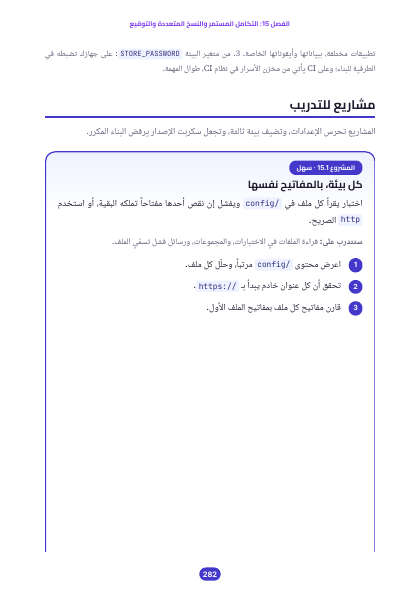 الفصل 15: التكامل المستمر والنسخ المتعددة والتوقيع
تطبيقات مختلفة، ببياناتها وأيقوناتها الخاصة. 3. من متغير البيئة STORE_PASSWORD: على جهازك تضبطه في
الطرفية للبناء؛ وعلى CI يأتي من مخزن الأسرار في نظام CI، طوال المهمة.
مشاريع للتدريب
المشاريع تحرس الإعدادات، وتضيف بيئة ثالثة، وتجعل سكربت الإصدار يرفض البناء المكرر.
المشروع 15.1 · سهل
كل بيئة، بالمفاتيح نفسها
اختبار يقرأ كل ملف في config/ ويفشل إن نقص أحدها مفتاحاً تملكه البقية، أو استخدم
http الصريح.
ستتدرب على: قراءة الملفات في الاختبارات، والمجموعات، ورسائل فشل تسمّي الملف.
1 اعرض محتوى config/ مرتباً، وحلّل كل ملف.
2 تحقق أن كل عنوان خادم يبدأ بـ https://.
3 قارن مفاتيح كل ملف بمفاتيح الملف الأول.
282